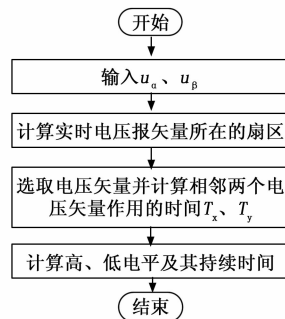 开始
输入uα、uβ
计算实时电压报矢量所在的扇区
选取电压矢量并计算相邻两个电
压矢量作用的时间Tx、Ty
计算高、低电平及其持续时间
结束